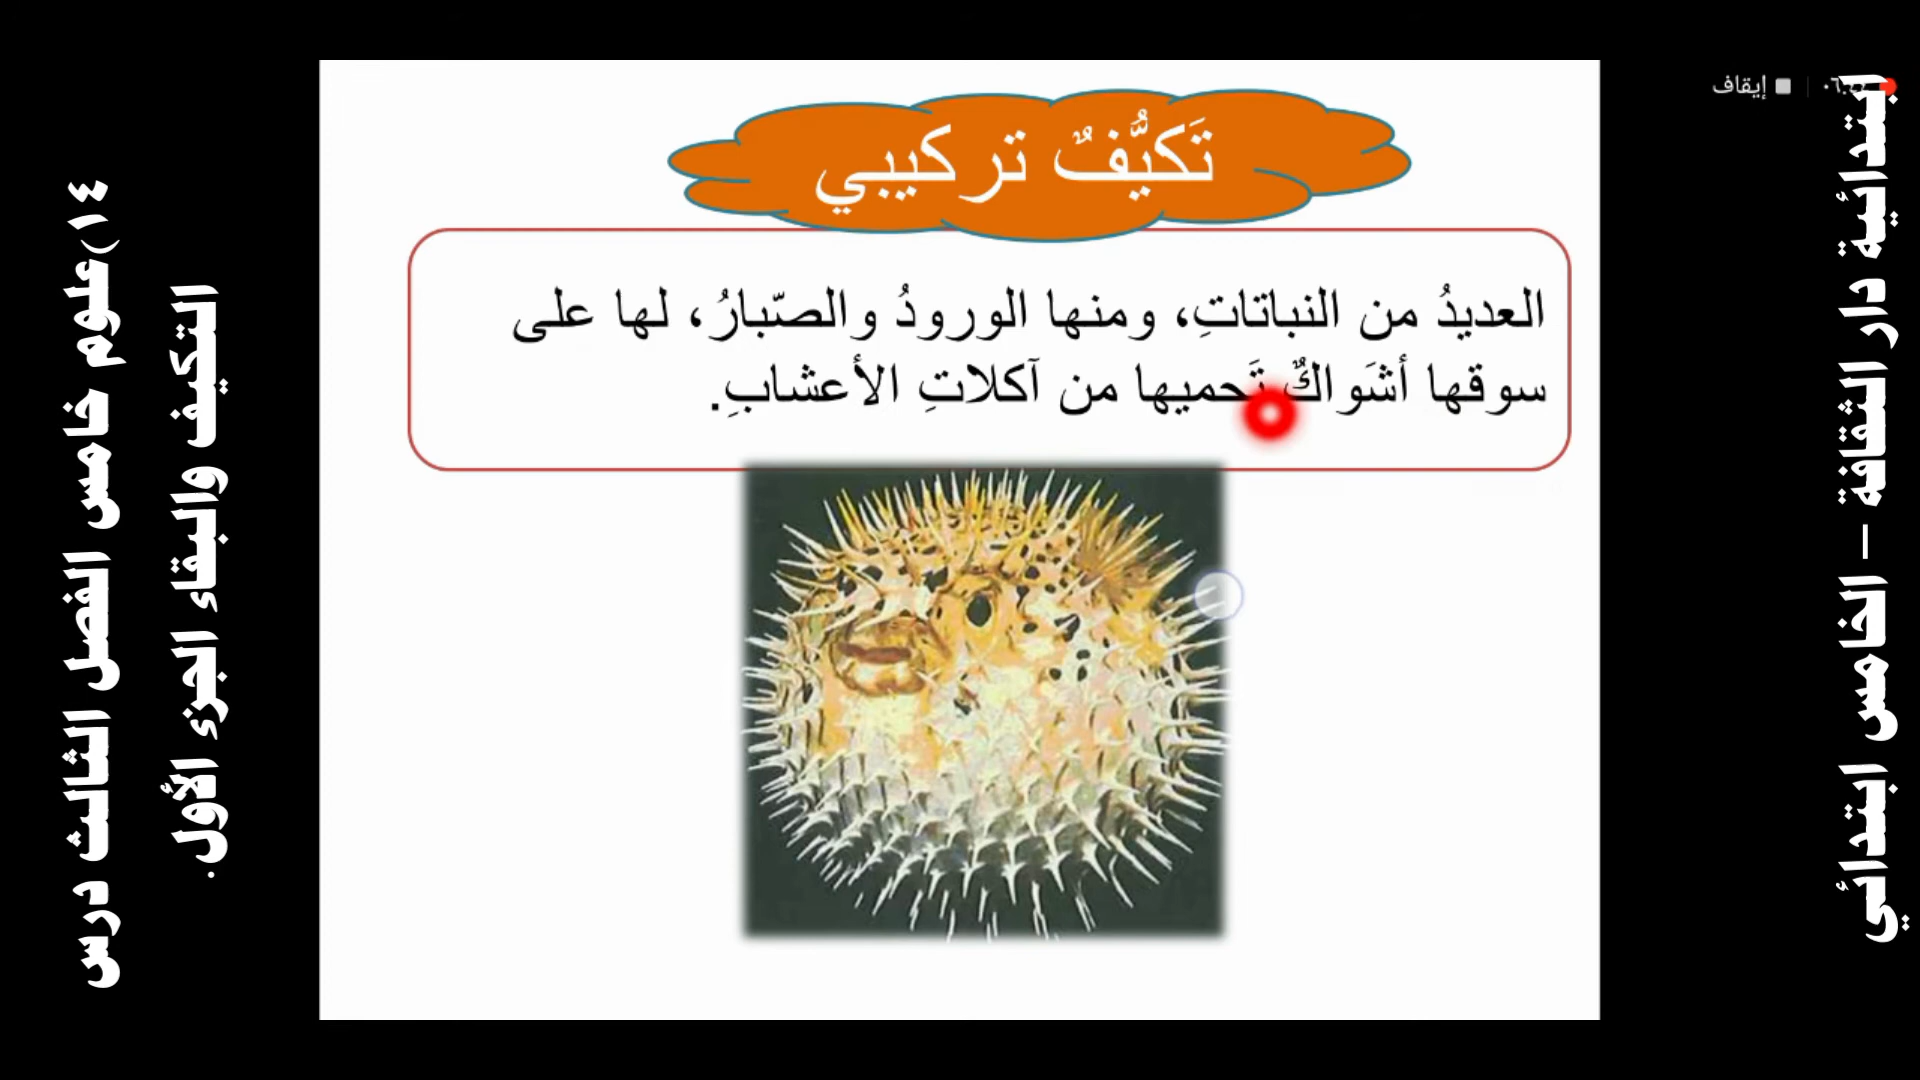 تَكيُّفٌ تركيبي
العديدُ من النباتاتِ، ومنها الورودُ والصّبارُ، لها على
سوقها أشَواكٌ تَحميها من آكلاتِ الأعشابِ.
إيقاف
ابتدائية دار الثقافة – الخامس ابتدائي
١٤)علوم خامس الفصل الثالث درس
التكيف والبقاء الجزء الأول.